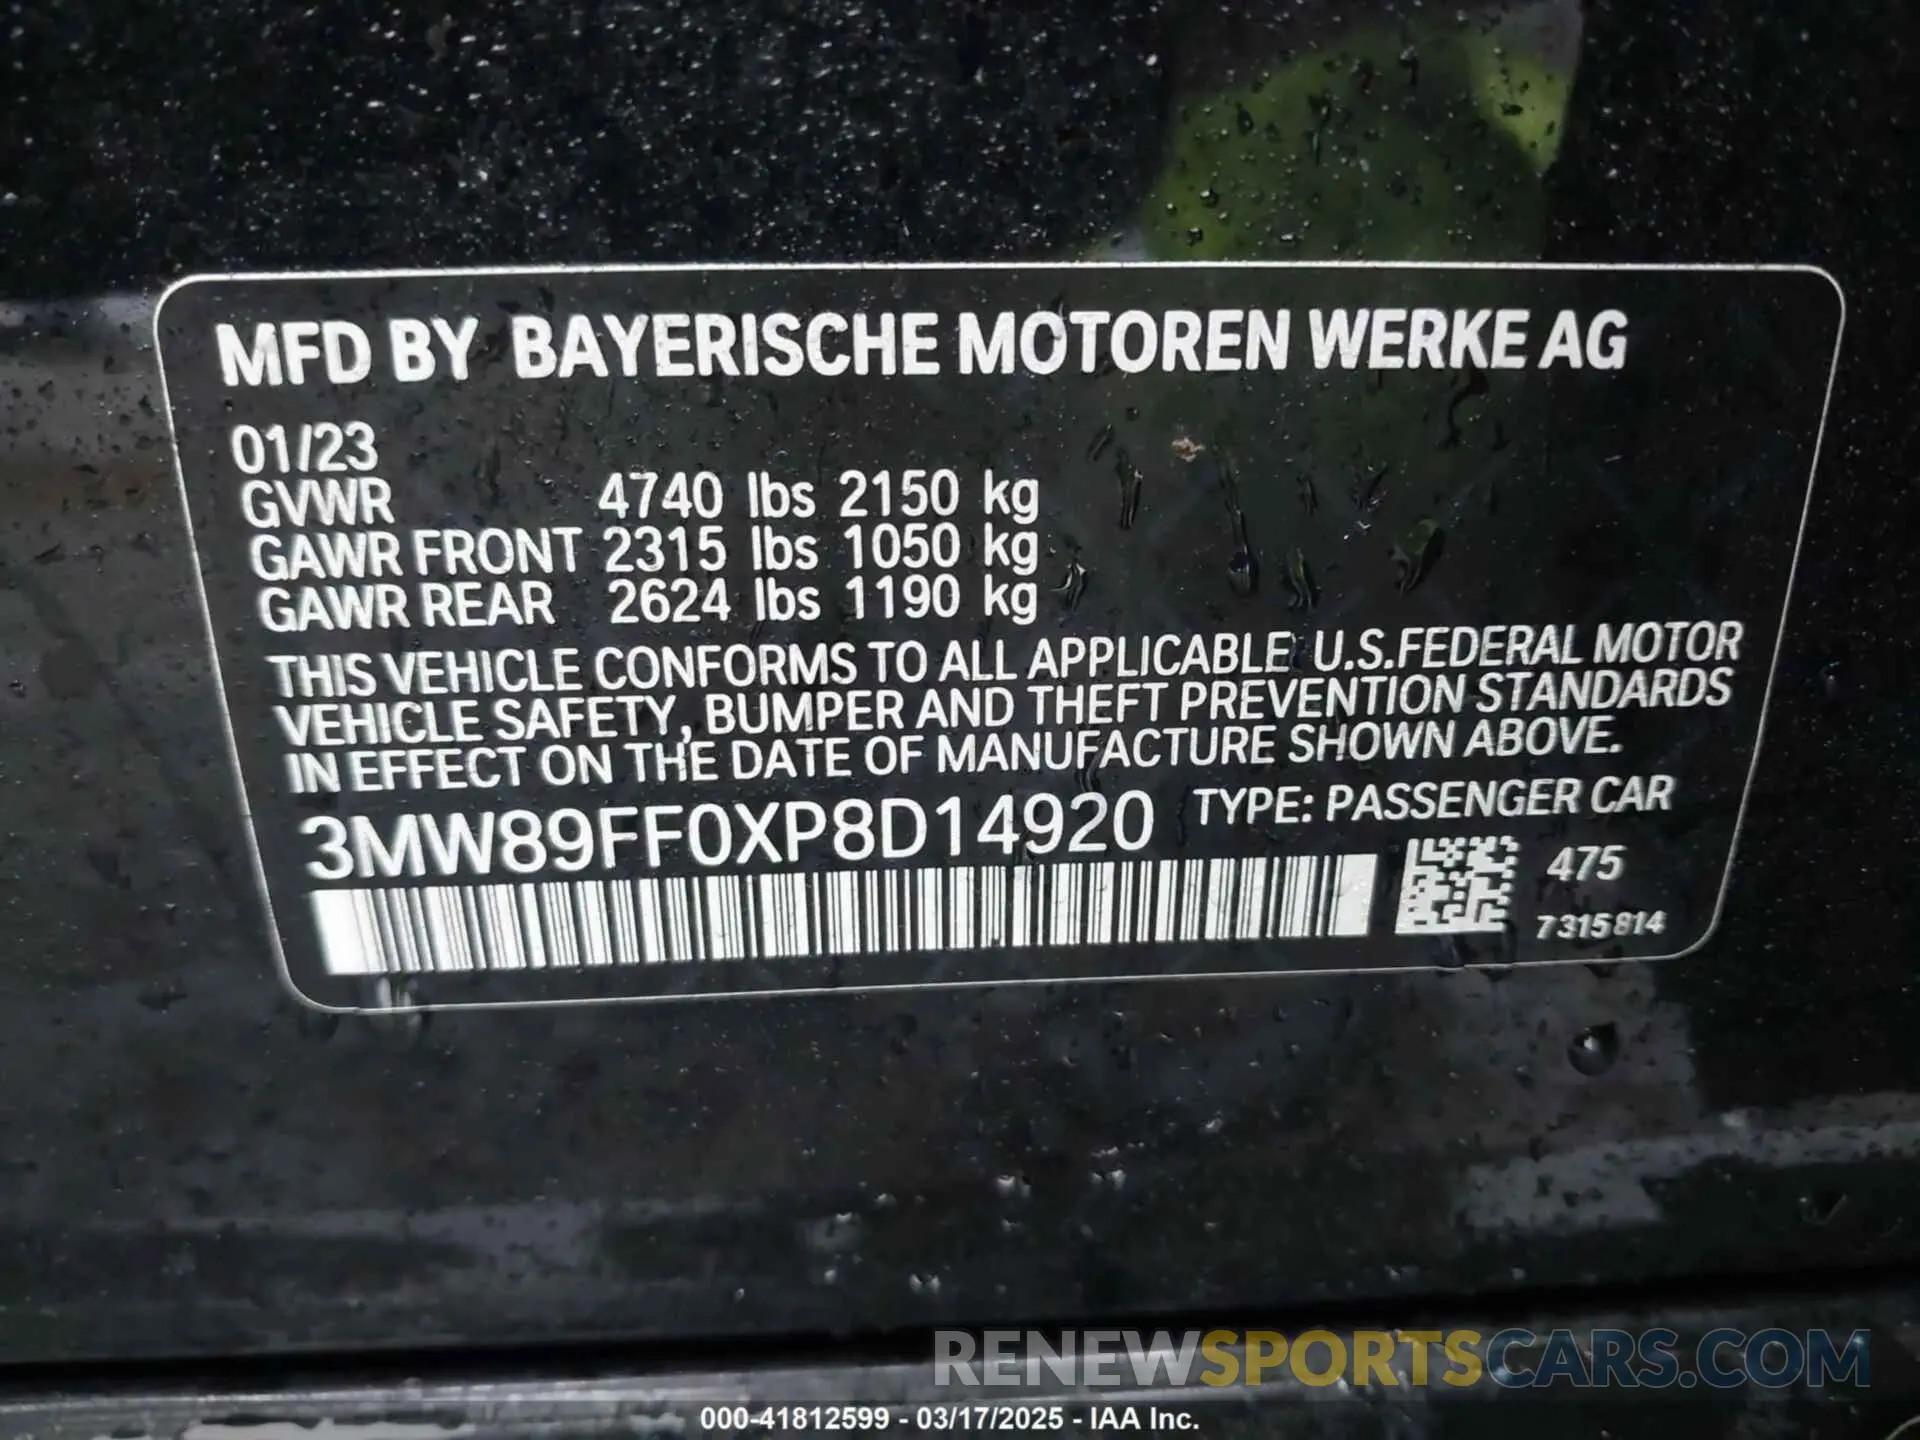 MFD BY BAYERISCHE MOTOREN WERKE AG
01/23
GVWR 4740 lbs 2150 kg
GAWR FRONT 2315 lbs 1050 kg
GAWR REAR 2624 lbs 1190 kg
THIS VEHICLE CONFORMS TO ALL APPLICABLE U.S.FEDERAL MOTOR
VEHICLE SAFETY, BUMPER AND THEFT PREVENTION STANDARDS
IN EFFECT ON THE DATE OF MANUFACTURE SHOWN ABOVE.
3MW89FF0XP8D14920 TYPE: PASSENGER CAR
475
7315814
RENEWSPORTSCARS.COM
000-41812599 - 03/17/2025 - IAA Inc.